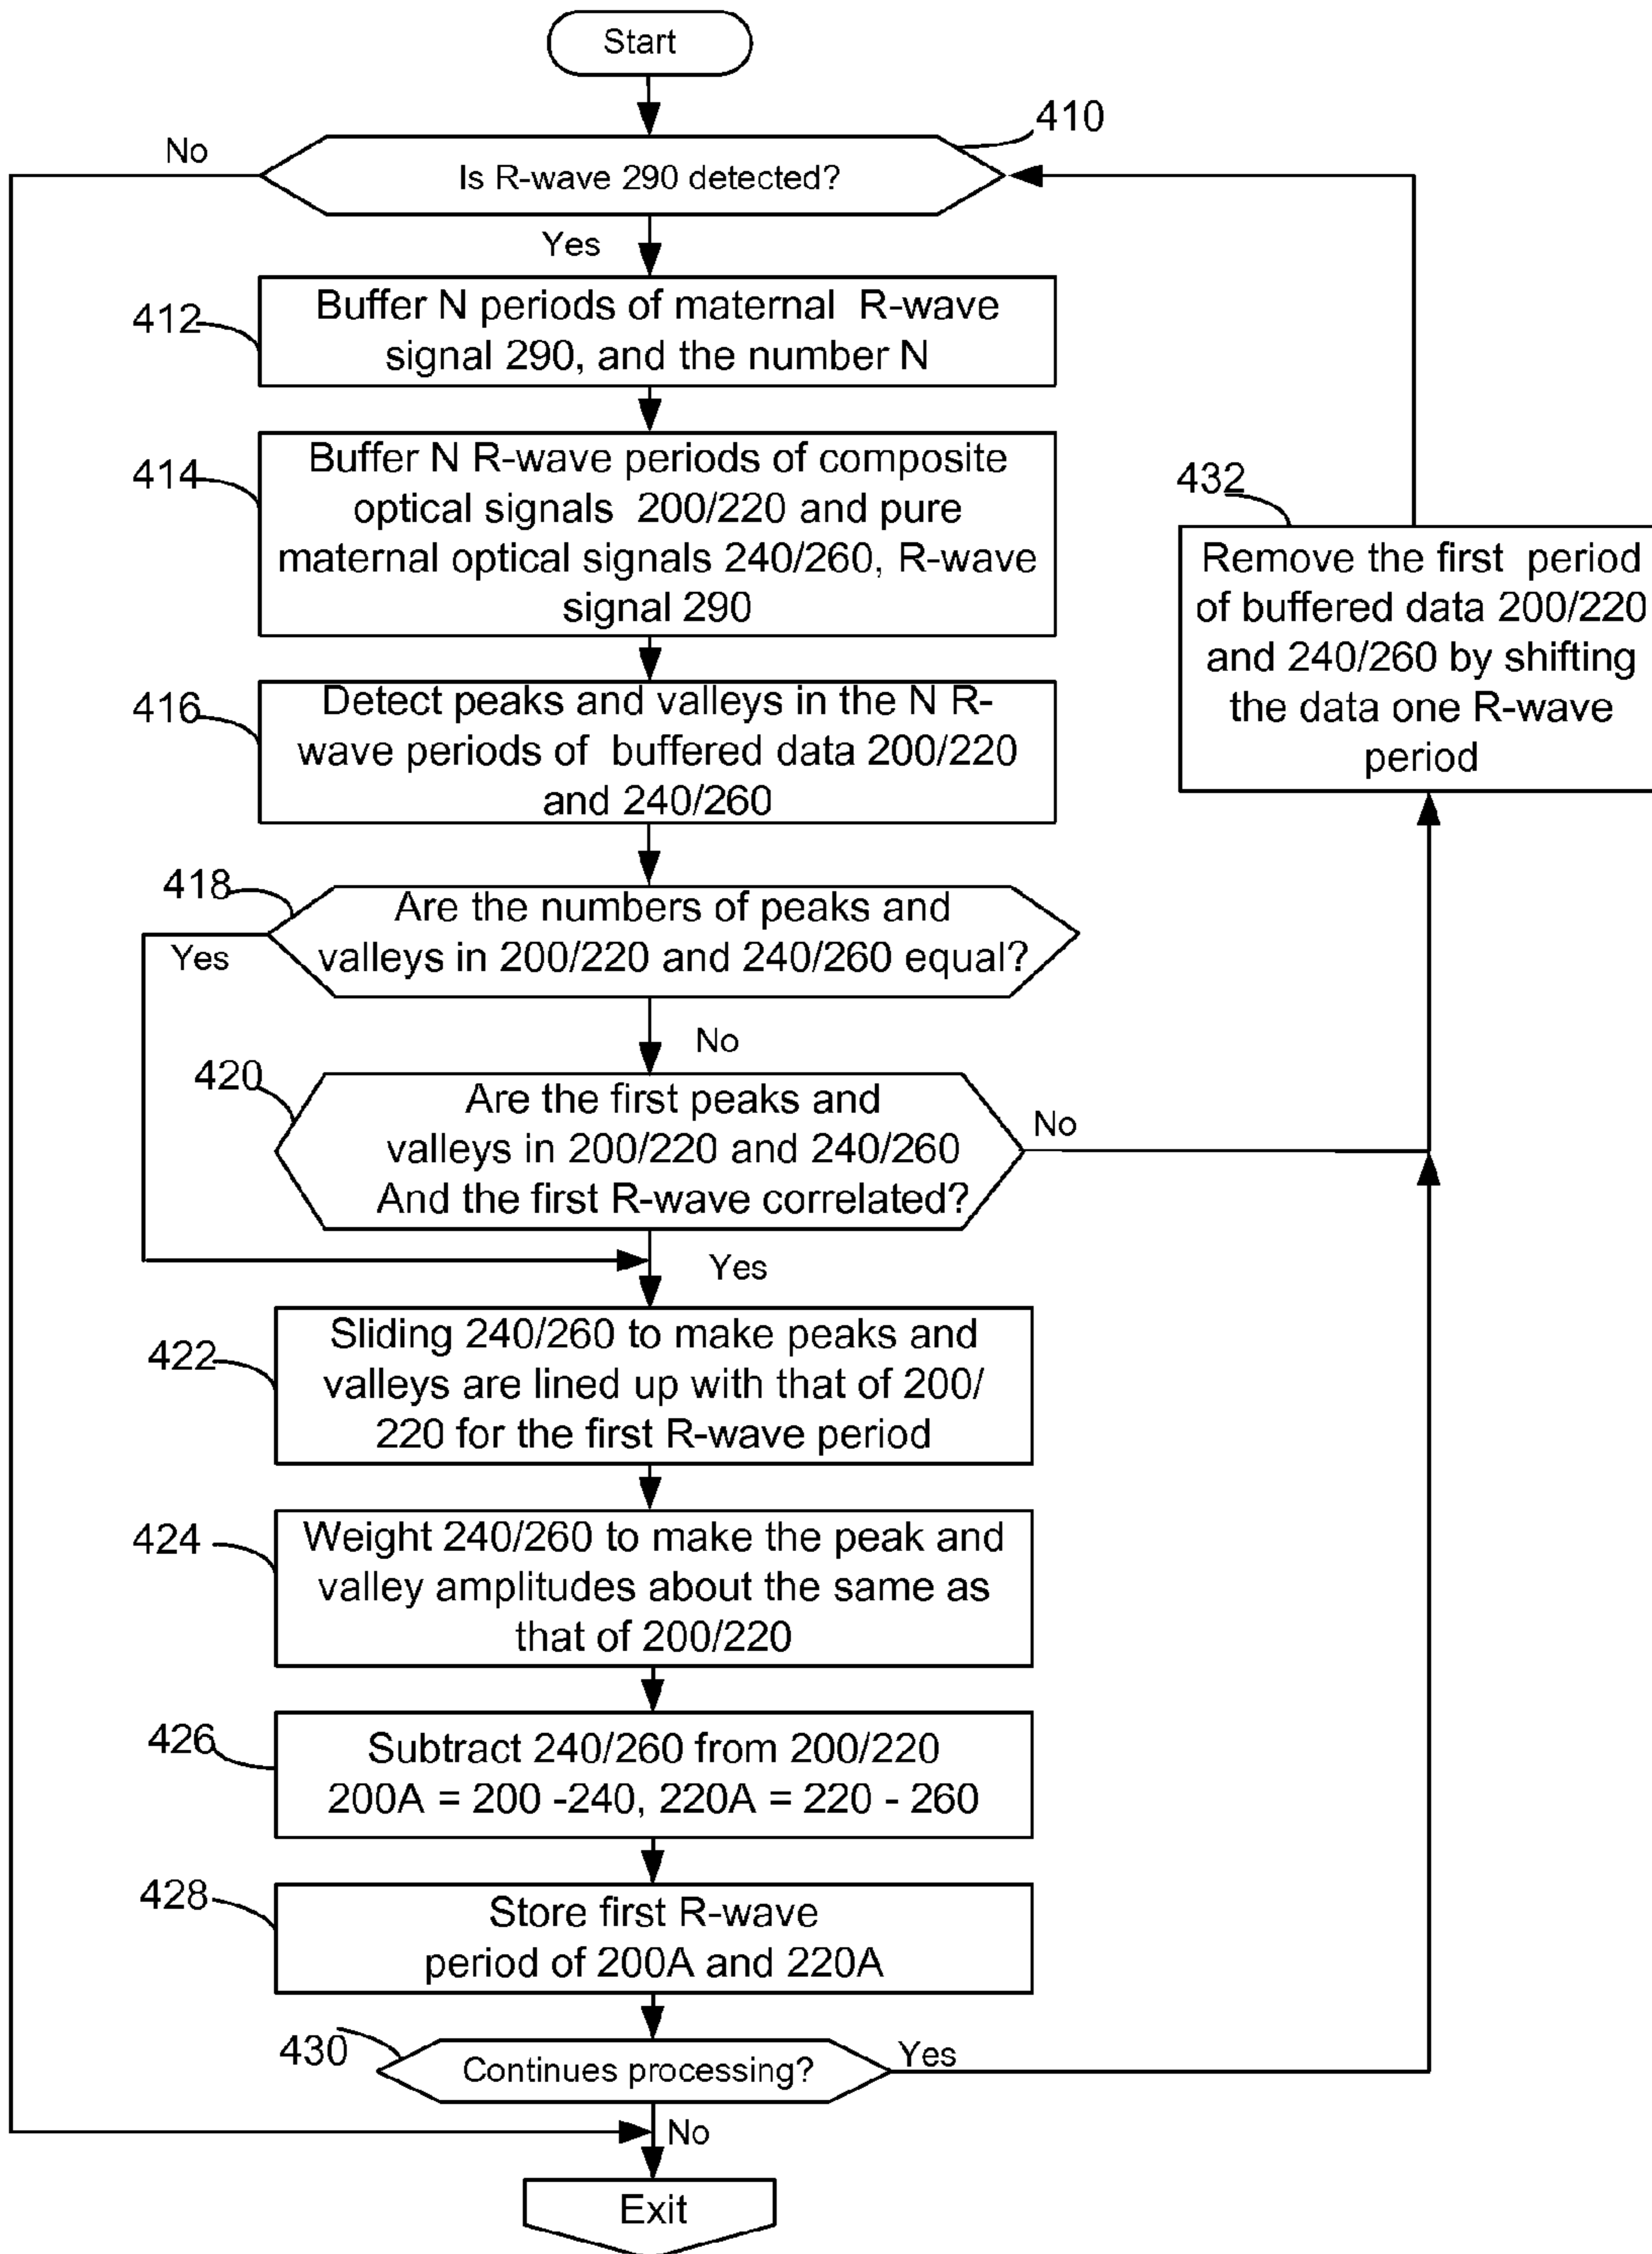 Start
410
No
Is R-wave 290 detected?
Yes
412
Buffer N periods of maternal R-wave
signal 290, and the number N
414
Buffer N R-wave periods of composite
optical signals 200/220 and pure
maternal optical signals 240/260, R-wave
signal 290
432
Remove the first period
of buffered data 200/220
and 240/260 by shifting
the data one R-wave
period
416
Detect peaks and valleys in the N R-
wave periods of buffered data 200/220
and 240/260
418
Are the numbers of peaks and
valleys in 200/220 and 240/260 equal?
Yes
No
420
Are the first peaks and
valleys in 200/220 and 240/260
And the first R-wave correlated?
No
Yes
422
Sliding 240/260 to make peaks and
valleys are lined up with that of 200/
220 for the first R-wave period
424
Weight 240/260 to make the peak and
valley amplitudes about the same as
that of 200/220
426
Subtract 240/260 from 200/220
200A = 200 -240, 220A = 220 - 260
428
Store first R-wave
period of 200A and 220A
430
Continues processing?
Yes
No
Exit